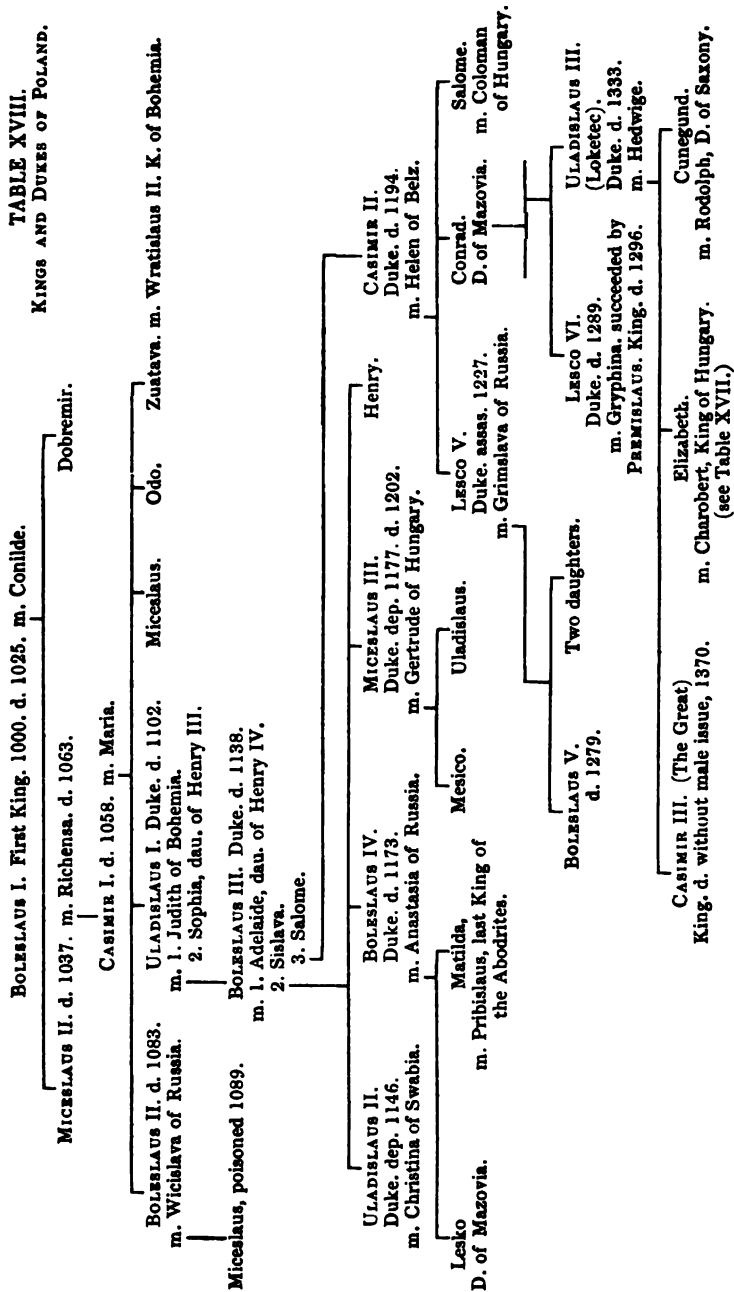 TABLE XVIII.
KINGS AND DUKES OF POLAND.
BOLESLAUS I. First King. 1000. d. 1025. m. Conilde.
MICESLAUS II. d. 1037. m. Richensa. d. 1063.
Dobremir.
CASIMIR I. d. 1058. m. Maria.
BOLESLAUS II. d. 1083.
m. Wicislava of Russia.
ULADISLAUS I. Duke. d. 1102.
m. 1. Judith of Bohemia.
2. Sophia, dau. of Henry III.
Miceslaus.
Odo.
Zuatava. m. Wratislaus II. K. of Bohemia.
Miceslaus, poisoned 1089.
BOLESLAUS III. Duke. d. 1138.
m. 1. Adelaide, dau. of Henry IV.
2. Sislava.
3. Salome.
ULADISLAUS II.
Duke. dep. 1146.
m. Christina of Swabia.
BOLESLAUS IV.
Duke. d. 1173.
m. Anastasia of Russia.
MICESLAUS III.
Duke. dep. 1177. d. 1202.
m. Gertrude of Hungary.
Henry.
CASIMIR II.
Duke. d. 1194.
m. Helen of Belz.
Lesko
D. of Mazovia.
Matilda,
m. Pribislaus, last King of
the Abodrites.
Mesico.
Uladislaus.
LESCO V.
Duke. assas. 1227.
m. Grimslava of Russia.
Conrad.
D. of Mazovia.
Salome.
m. Coloman
of Hungary.
BOLESLAUS V.
d. 1279.
Two daughters.
LESCO VI.
Duke. d. 1289.
m. Gryphina. succeeded by
PREMISLAUS. King. d. 1296.
ULADISLAUS III.
(Loketec).
Duke. d. 1333.
m. Hedwige.
CASIMIR III. (The Great)
King. d. without male issue, 1370.
Elizabeth.
m. Charobert, King of Hungary.
(see Table XVII.)
Cunegund.
m. Rodolph, D. of Saxony.